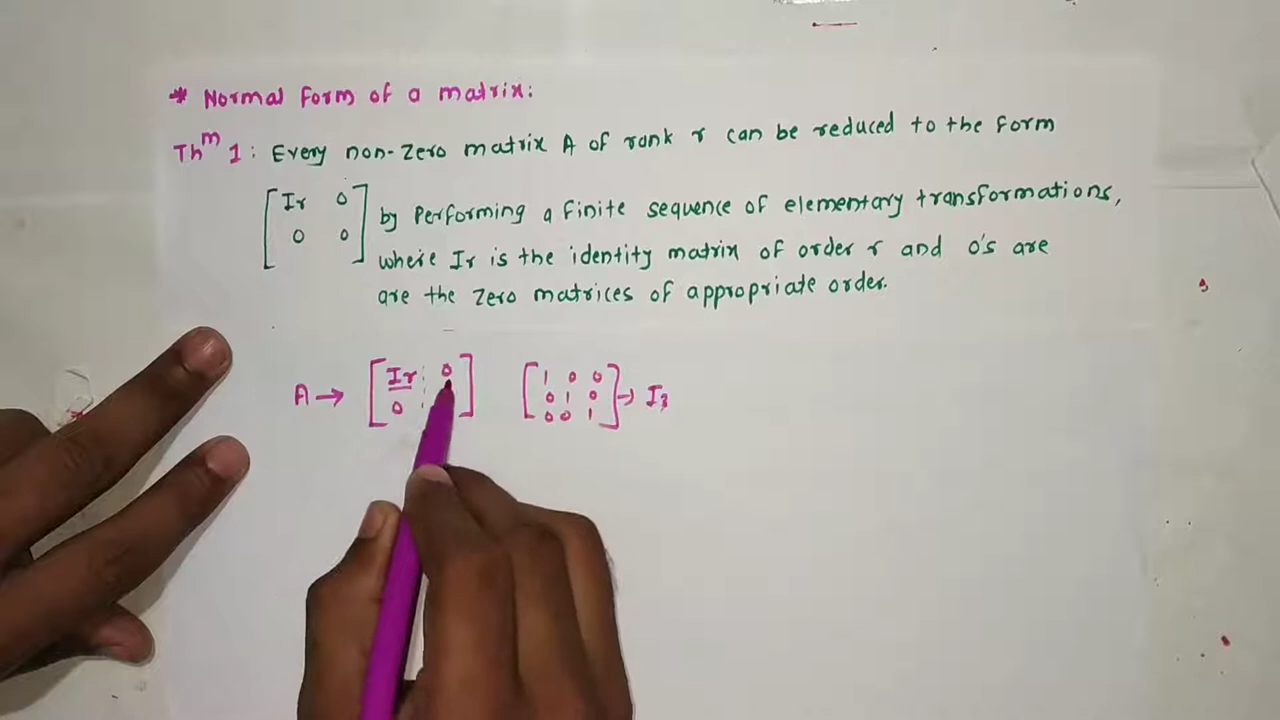 * Normal form of a matrix:
Thm 1: Every non-zero matrix A of rank r can be reduced to the form
[Ir 0
0 0] by performing a finite sequence of elementary transformations,
where Ir is the identity matrix of order r and 0's are
are the zero matrices of appropriate order.
A → [Ir 0
0 ]
[1 0 0
0 1 0
0 0 1] → I3